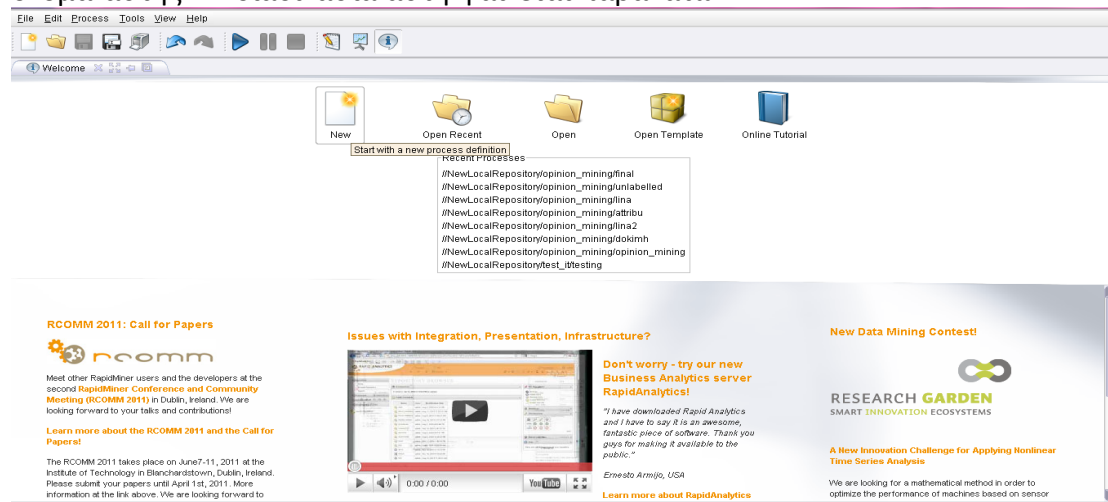 File Edit Process Tools View Help
Welcome
New
Open Recent
Open
Open Template
Online Tutorial
Start with a new process definition
Recent Processes
//NewLocalRepository/opinion_mining/final
//NewLocalRepository/opinion_mining/unlabelled
//NewLocalRepository/opinion_mining/lina
//NewLocalRepository/opinion_mining/attribu
//NewLocalRepository/opinion_mining/lina2
//NewLocalRepository/opinion_mining/dokimh
//NewLocalRepository/opinion_mining/opinion_mining
//NewLocalRepository/test_it/testing
RCOMM 2011: Call for Papers
rcomm
Meet other RapidMiner users and the developers at the
second RapidMiner Conference and Community
Meeting (RCOMM 2011) in Dublin, Ireland. We are
looking forward to your talks and contributions!
Learn more about the RCOMM 2011 and the Call for
Papers!
The RCOMM 2011 takes place on June7-11, 2011 at the
Institute of Technology in Blanchardstown, Dublin, Ireland.
Please submit your papers until April 1st, 2011. More
information at the link above. We are looking forward to
Issues with Integration, Presentation, Infrastructure?
0:00 / 0:00
YouTube
Don't worry - try our new
Business Analytics server
RapidAnalytics!
"I have downloaded Rapid Analytics
and I have to say it is an awesome,
fantastic piece of software. Thank you
guys for making it available to the
public."
Ernesto Armijo, USA
Learn more about RapidAnalytics
New Data Mining Contest!
RESEARCH GARDEN
SMART INNOVATION ECOSYSTEMS
A New Innovation Challenge for Applying Nonlinear
Time Series Analysis
We are looking for a mathematical method in order to
optimize the performance of machines based on sensor